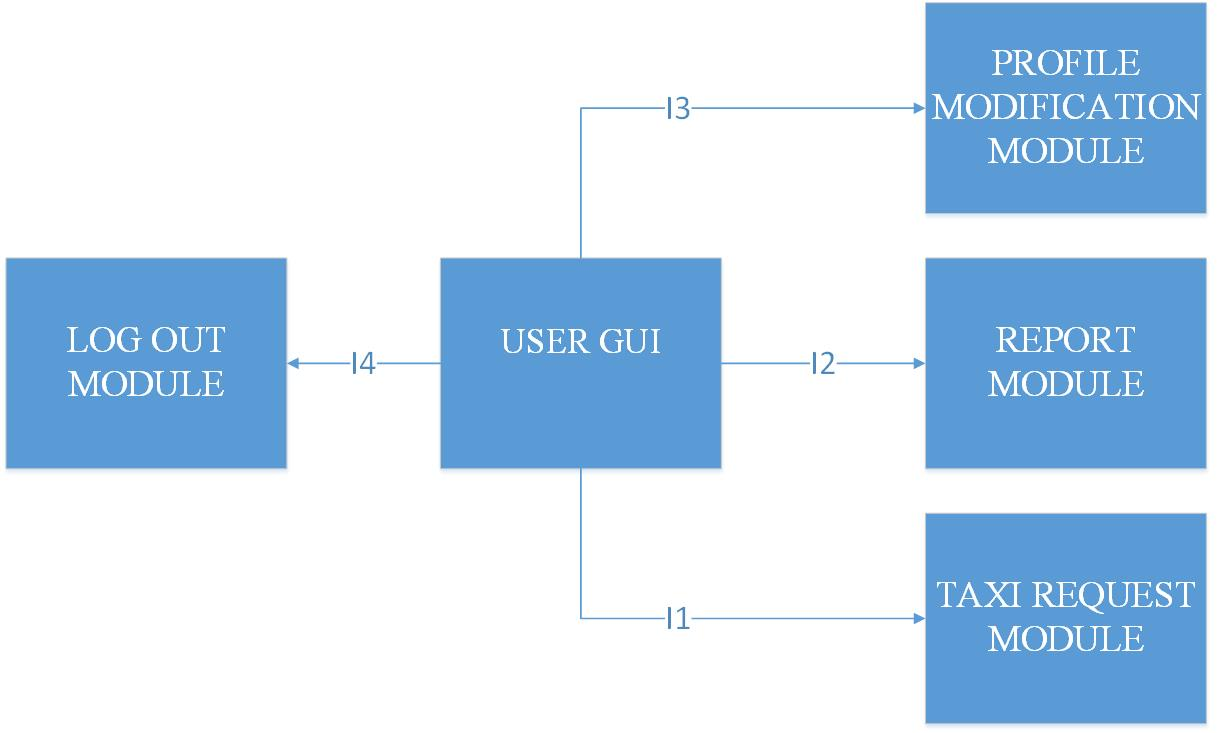 PROFILE
MODIFICATION
MODULE
I3
LOG OUT
MODULE
I4
USER GUI
I2
REPORT
MODULE
I1
TAXI REQUEST
MODULE